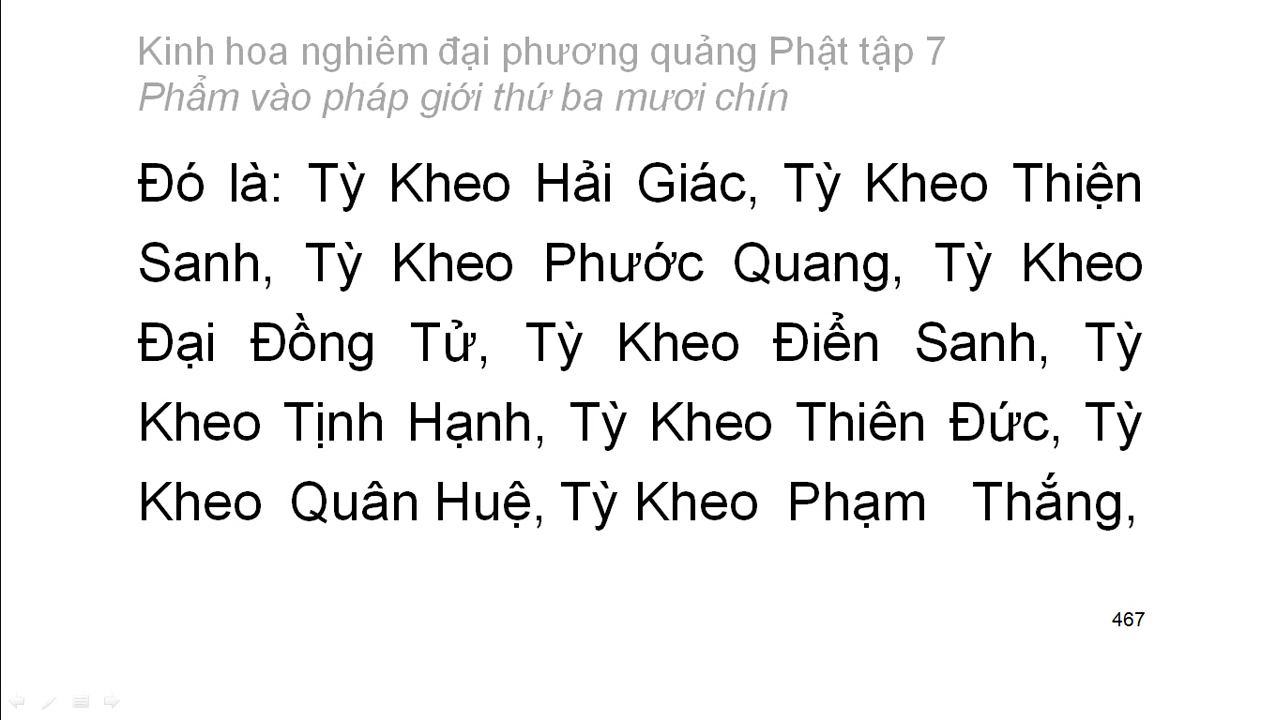 Kinh hoa nghiêm đại phương quảng Phật tập 7
Phẩm vào pháp giới thứ ba mươi chín
Đó là: Tỳ Kheo Hải Giác, Tỳ Kheo Thiện
Sanh, Tỳ Kheo Phước Quang, Tỳ Kheo
Đại Đồng Tử, Tỳ Kheo Điển Sanh, Tỳ
Kheo Tịnh Hạnh, Tỳ Kheo Thiên Đức, Tỳ
Kheo Quân Huệ, Tỳ Kheo Phạm Thắng,
467